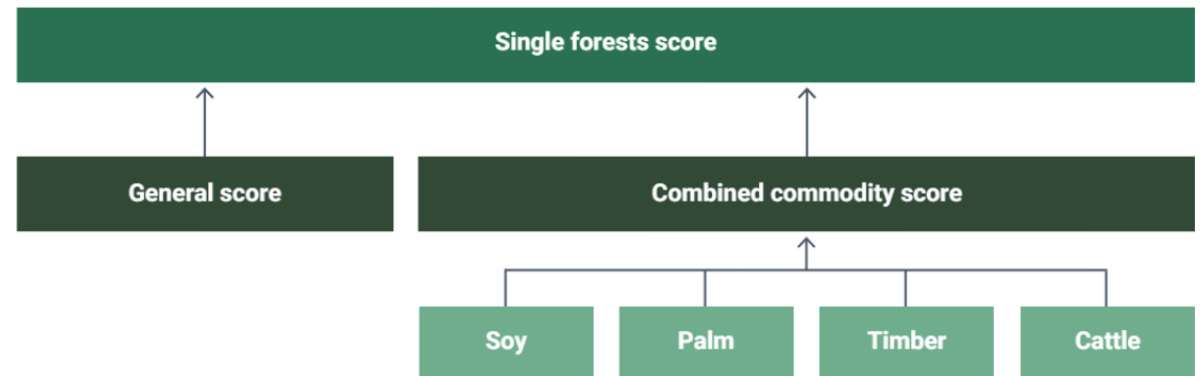 Single forests score
General score
Combined commodity score
Soy
Palm
Timber
Cattle